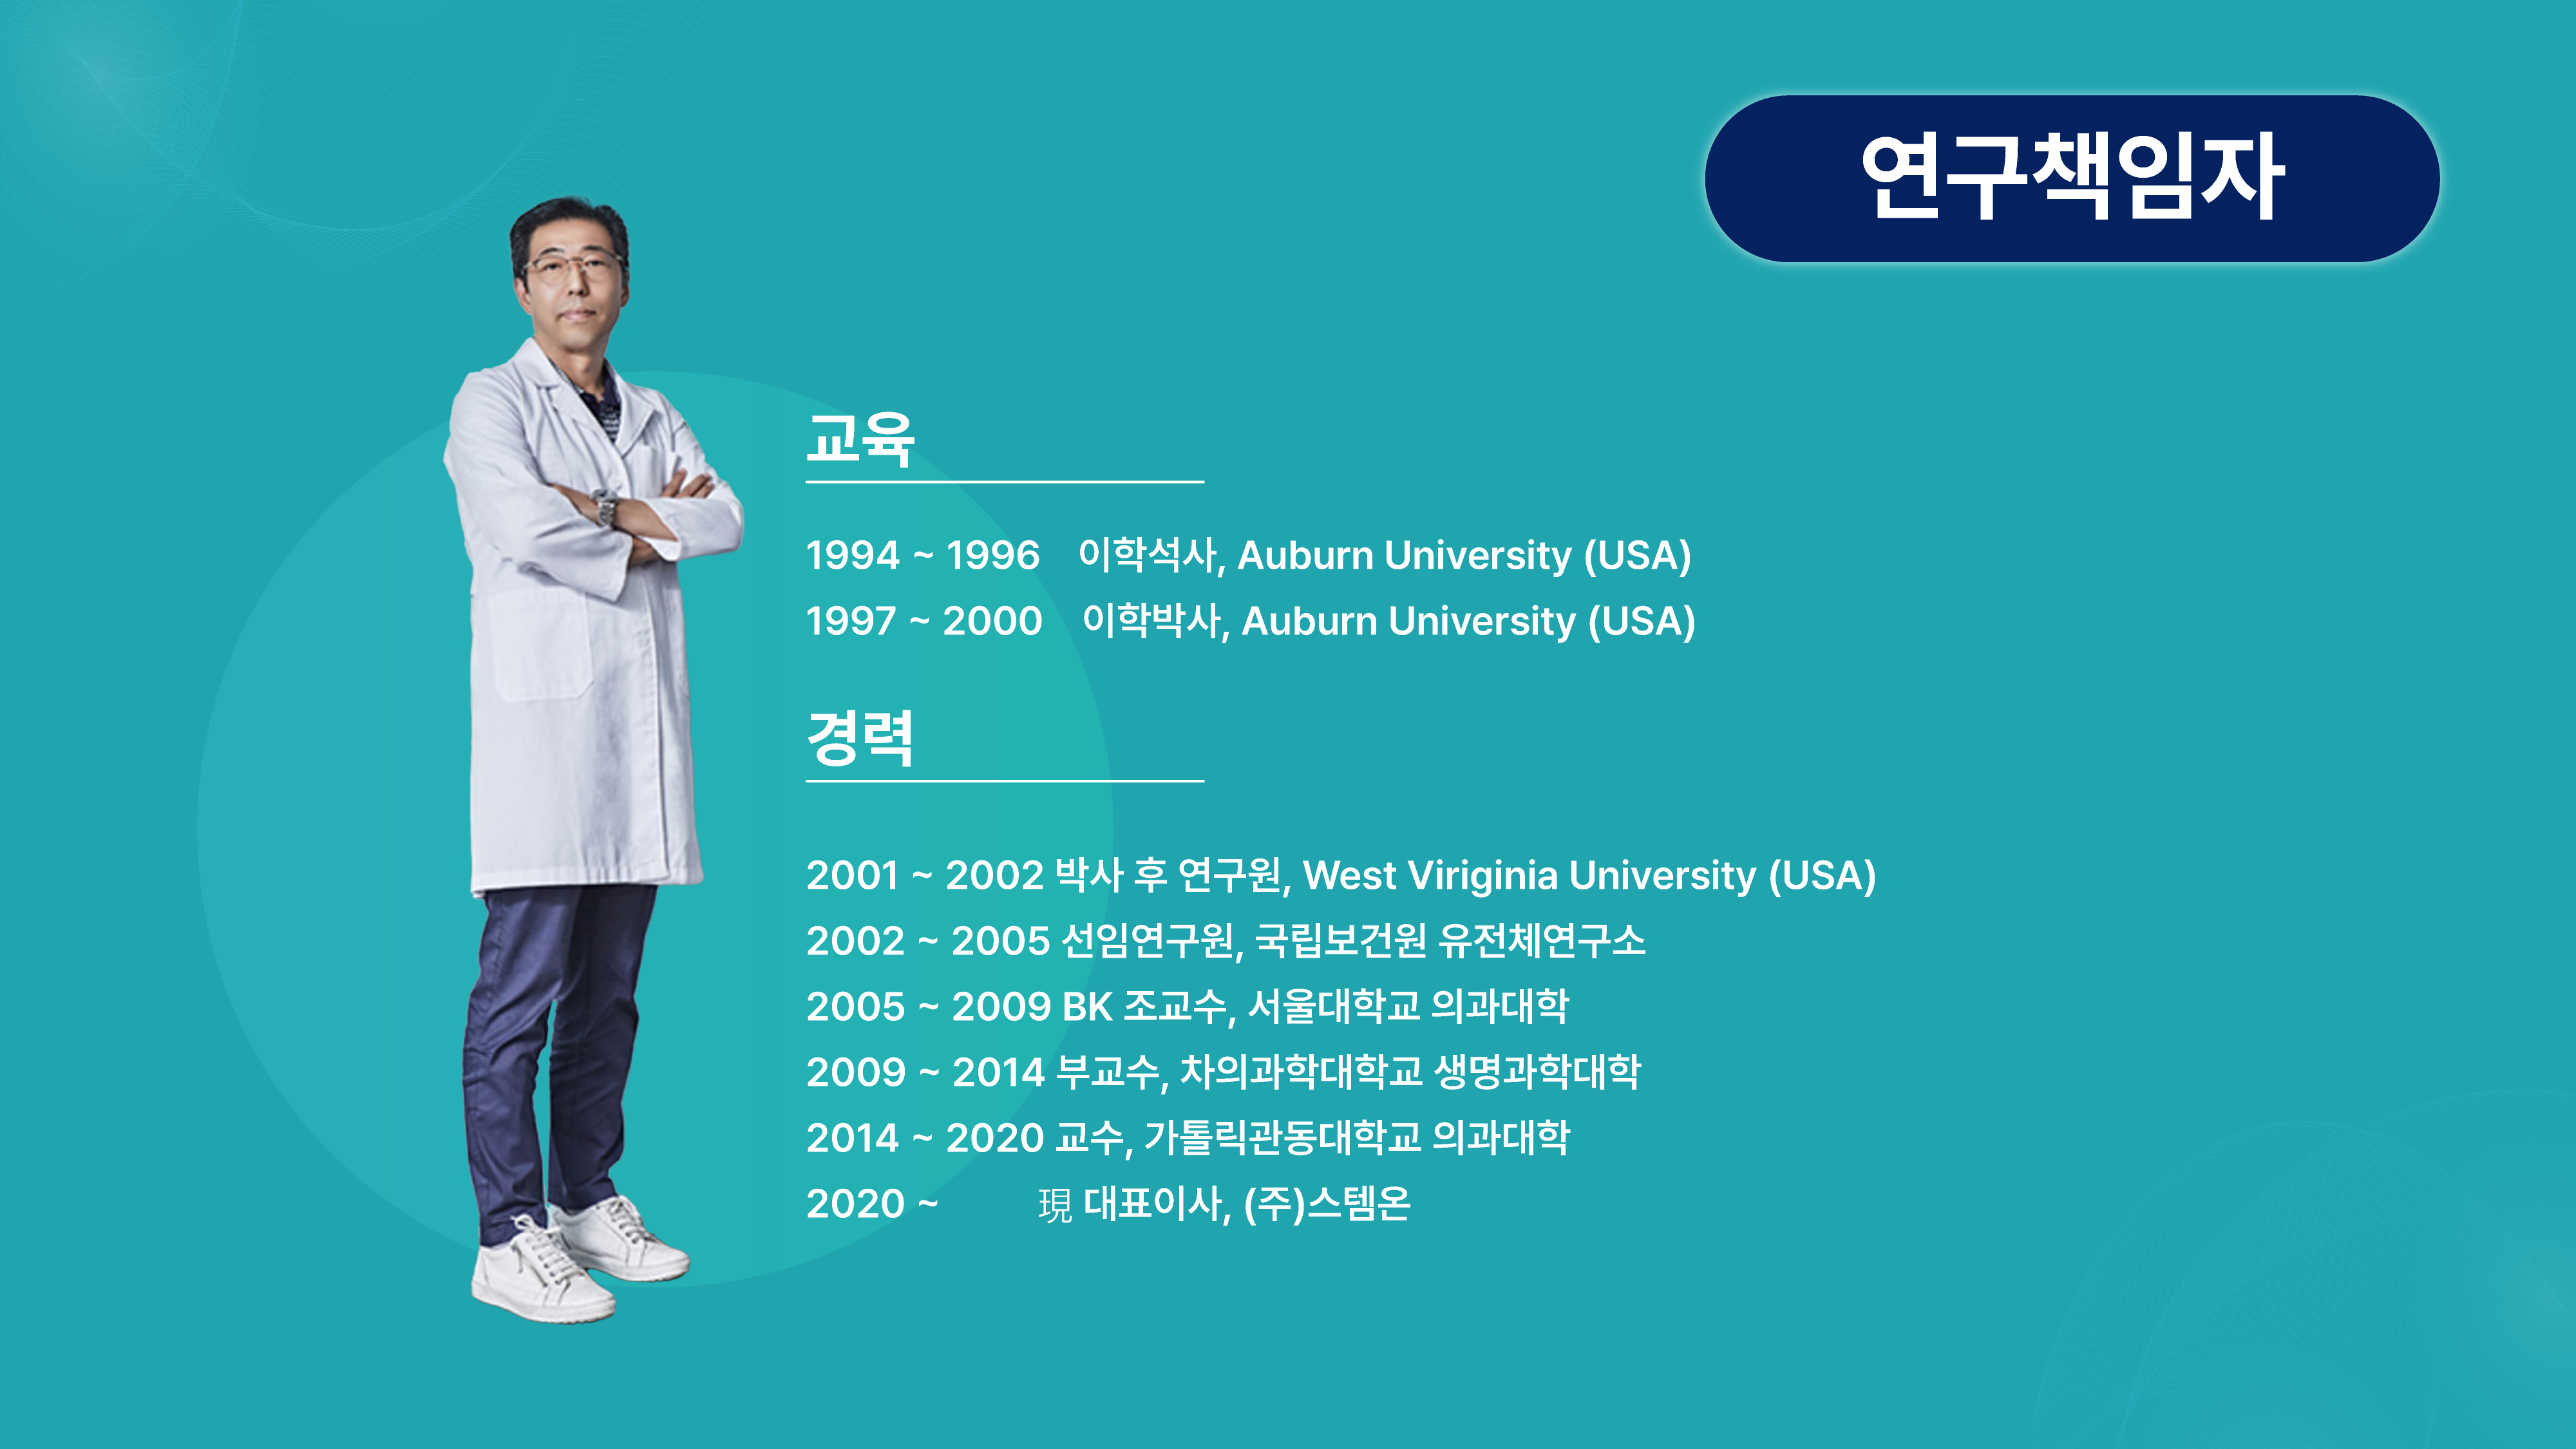 연구책임자
교육
1994 ~ 1996 이학석사, Auburn University (USA)
1997 ~ 2000 이학박사, Auburn University (USA)
경력
2001 ~ 2002 박사 후 연구원, West Viriginia University (USA)
2002 ~ 2005 선임연구원, 국립보건원 유전체연구소
2005 ~ 2009 BK 조교수, 서울대학교 의과대학
2009 ~ 2014 부교수, 차의과학대학교 생명과학대학
2014 ~ 2020 교수, 가톨릭관동대학교 의과대학
2020 ~ 現 대표이사, (주)스템온